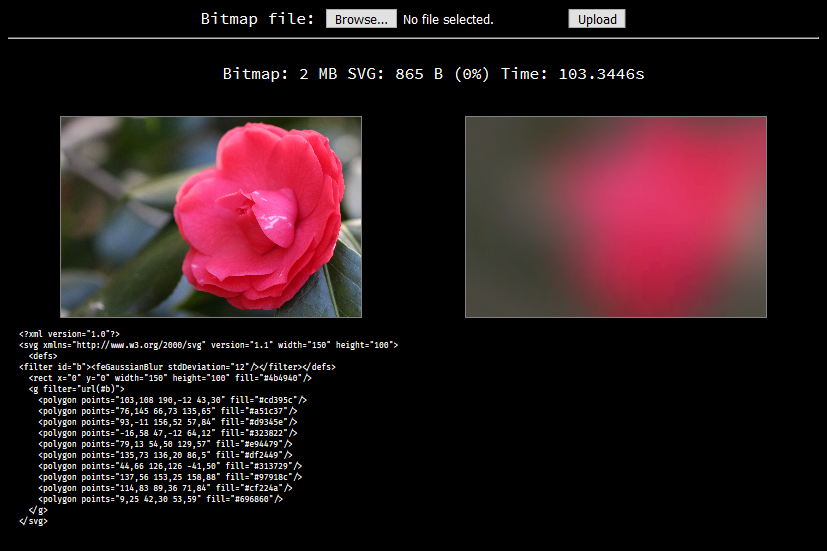 Bitmap file: Browse... No file selected. Upload
Bitmap: 2 MB SVG: 865 B (0%) Time: 103.3446s
<?xml version="1.0"?>
<svg xmlns="http://www.w3.org/2000/svg" version="1.1" width="150" height="100">
<defs>
<filter id="b"><feGaussianBlur stdDeviation="12"/></filter></defs>
<rect x="0" y="0" width="150" height="100" fill="#4b4940"/>
<g filter="url(#b)">
<polygon points="103,108 190,-12 43,30" fill="#cd395c"/>
<polygon points="76,145 66,73 135,65" fill="#a51c37"/>
<polygon points="93,-11 156,52 57,84" fill="#d9345e"/>
<polygon points="-16,58 47,-12 64,12" fill="#323822"/>
<polygon points="79,13 54,50 129,57" fill="#e94479"/>
<polygon points="135,73 136,20 86,5" fill="#df2449"/>
<polygon points="44,66 126,126 -41,50" fill="#313729"/>
<polygon points="137,56 153,25 158,88" fill="#97918c"/>
<polygon points="114,83 89,36 71,84" fill="#cf224a"/>
<polygon points="9,25 42,30 53,59" fill="#696860"/>
</g>
</svg>